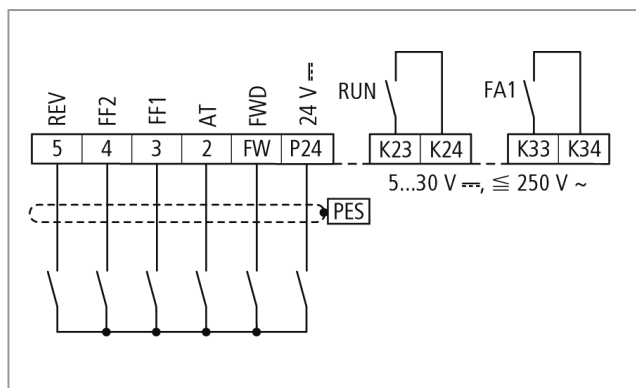 REV FF2 FF1 AT FWD 24 V ⎓ RUN FA1
5 4 3 2 FW P24 K23 K24 K33 K34
5...30 V ⎓, ≦ 250 V ~
PES